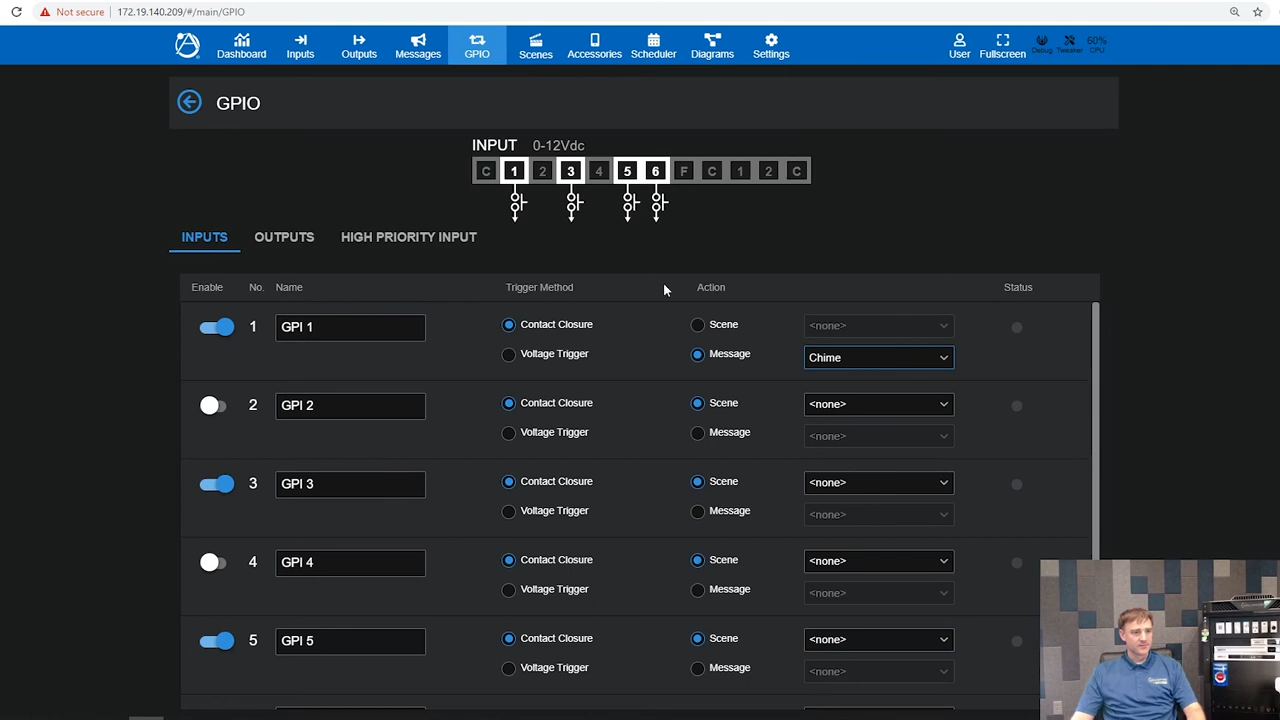 Not secure 172.19.140.209/#/main/GPIO
Dashboard Inputs Outputs Messages GPIO Scenes Accessories Scheduler Diagrams Settings User Fullscreen Debug Tweaker 60% CPU
GPIO
INPUT 0-12Vdc
C 1 2 3 4 5 6 F C 1 2 C
INPUTS OUTPUTS HIGH PRIORITY INPUT
Enable No. Name Trigger Method Action Status
1 GPI 1 Contact Closure Scene <none>
Voltage Trigger Message Chime
2 GPI 2 Contact Closure Scene <none>
Voltage Trigger Message <none>
3 GPI 3 Contact Closure Scene <none>
Voltage Trigger Message <none>
4 GPI 4 Contact Closure Scene <none>
Voltage Trigger Message <none>
5 GPI 5 Contact Closure Scene <none>
Voltage Trigger Message <none>